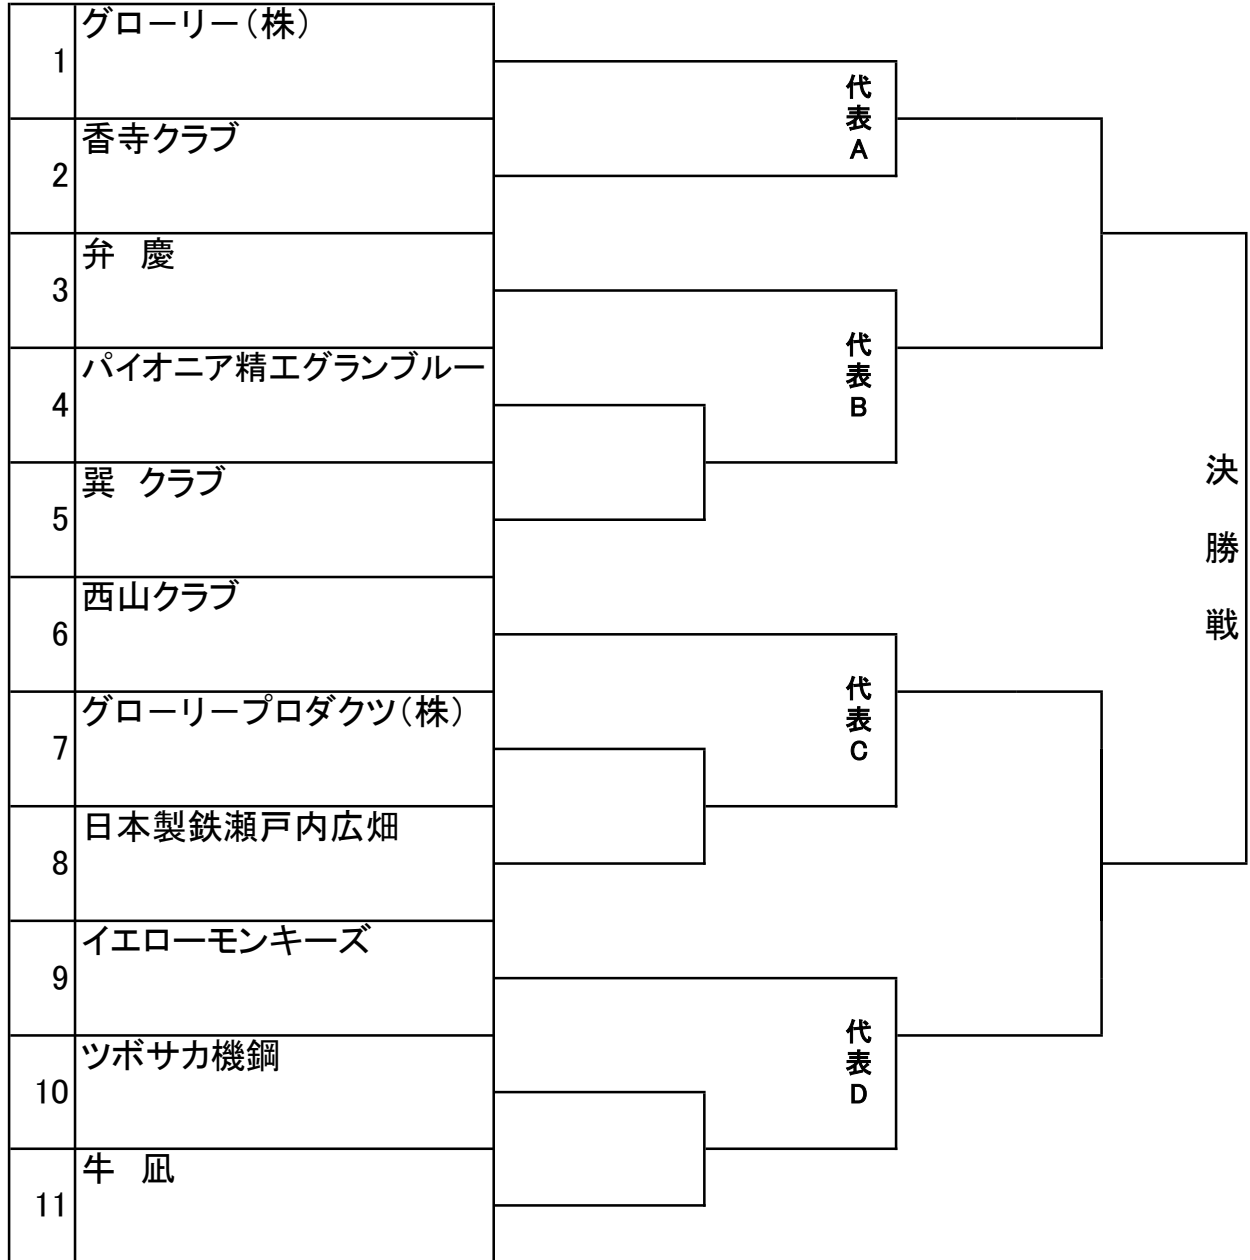 1 グローリー（株）
2 香寺クラブ
3 弁　慶
4 パイオニア精工グランブルー
5 巽　クラブ
6 西山クラブ
7 グローリープロダクツ（株）
8 日本製鉄瀬戸内広畑
9 イエローモンキーズ
10 ツボサカ機鋼
11 牛　凪
代表A
代表B
代表C
代表D
決勝戦